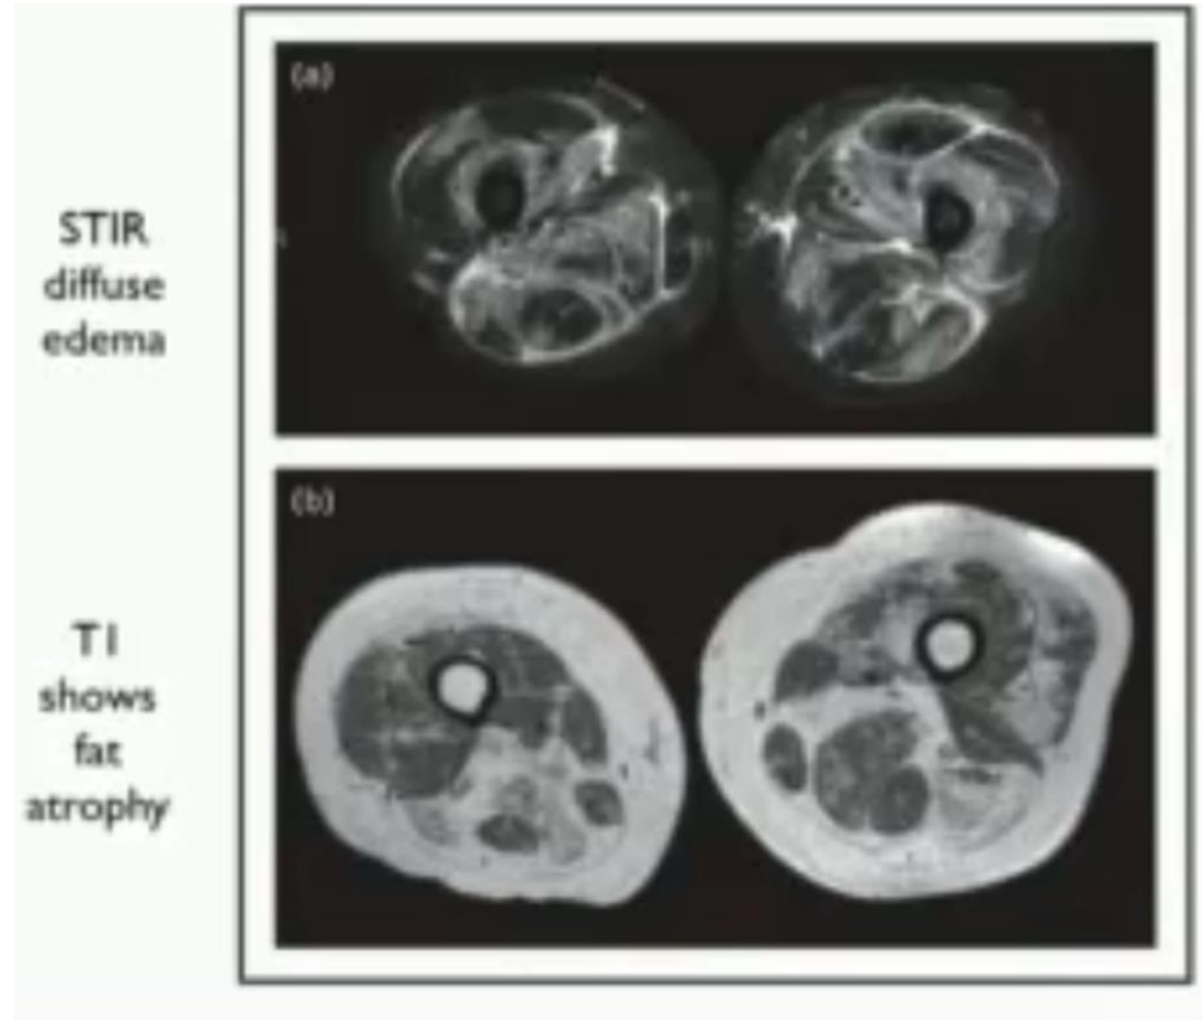 (a)
STIR
diffuse
edema
(b)
T1
shows
fat
atrophy